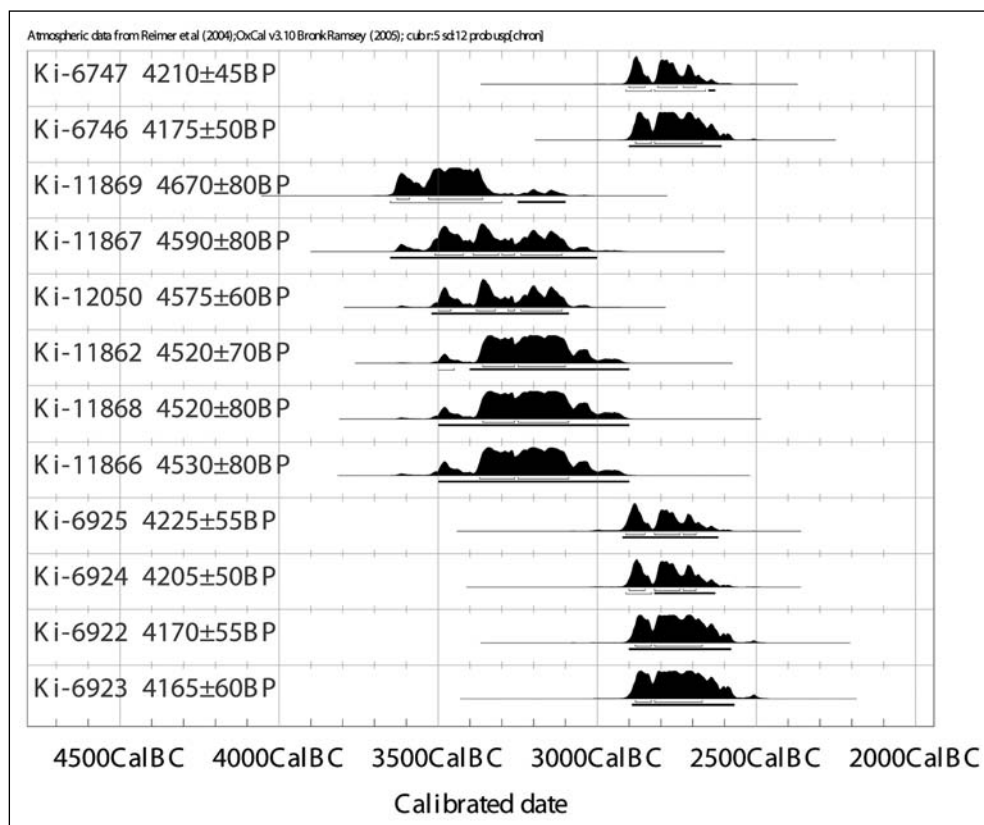 Atmospheric data from Reimer et al (2004);OxCal v3.10 Bronk Ramsey (2005); cub r:5 sd:12 prob usp[chron]
Ki-6747 4210±45BP
Ki-6746 4175±50BP
Ki-11869 4670±80BP
Ki-11867 4590±80BP
Ki-12050 4575±60BP
Ki-11862 4520±70BP
Ki-11868 4520±80BP
Ki-11866 4530±80BP
Ki-6925 4225±55BP
Ki-6924 4205±50BP
Ki-6922 4170±55BP
Ki-6923 4165±60BP
4500CalBC 4000CalBC 3500CalBC 3000CalBC 2500CalBC 2000CalBC
Calibrated date